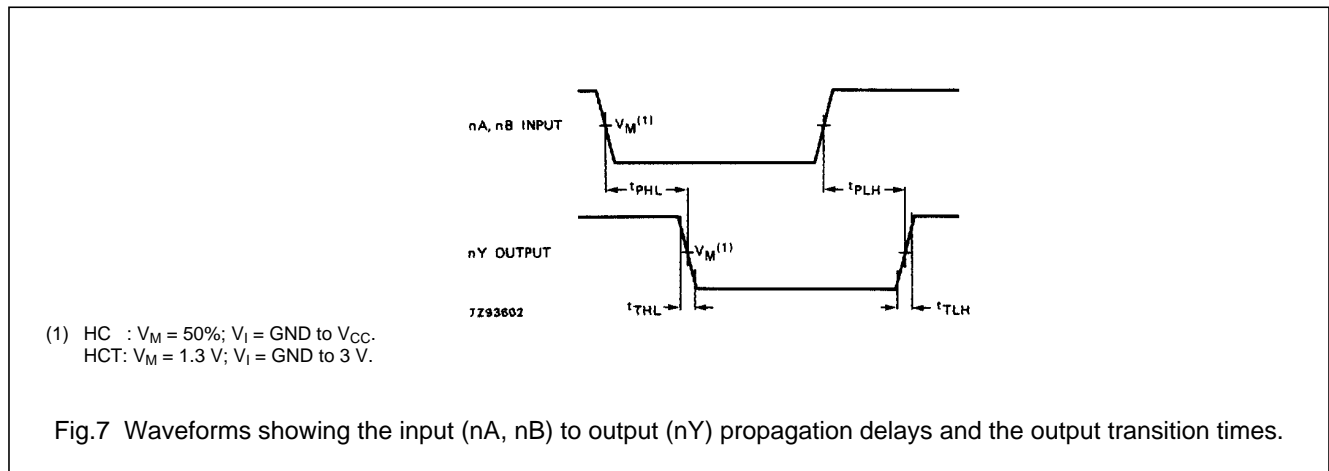 nA, nB INPUT
VM(1)
tPHL
tPLH
nY OUTPUT
VM(1)
tTHL
tTLH
7Z93602
(1) HC : VM = 50%; VI = GND to VCC.
HCT: VM = 1.3 V; VI = GND to 3 V.
Fig.7 Waveforms showing the input (nA, nB) to output (nY) propagation delays and the output transition times.